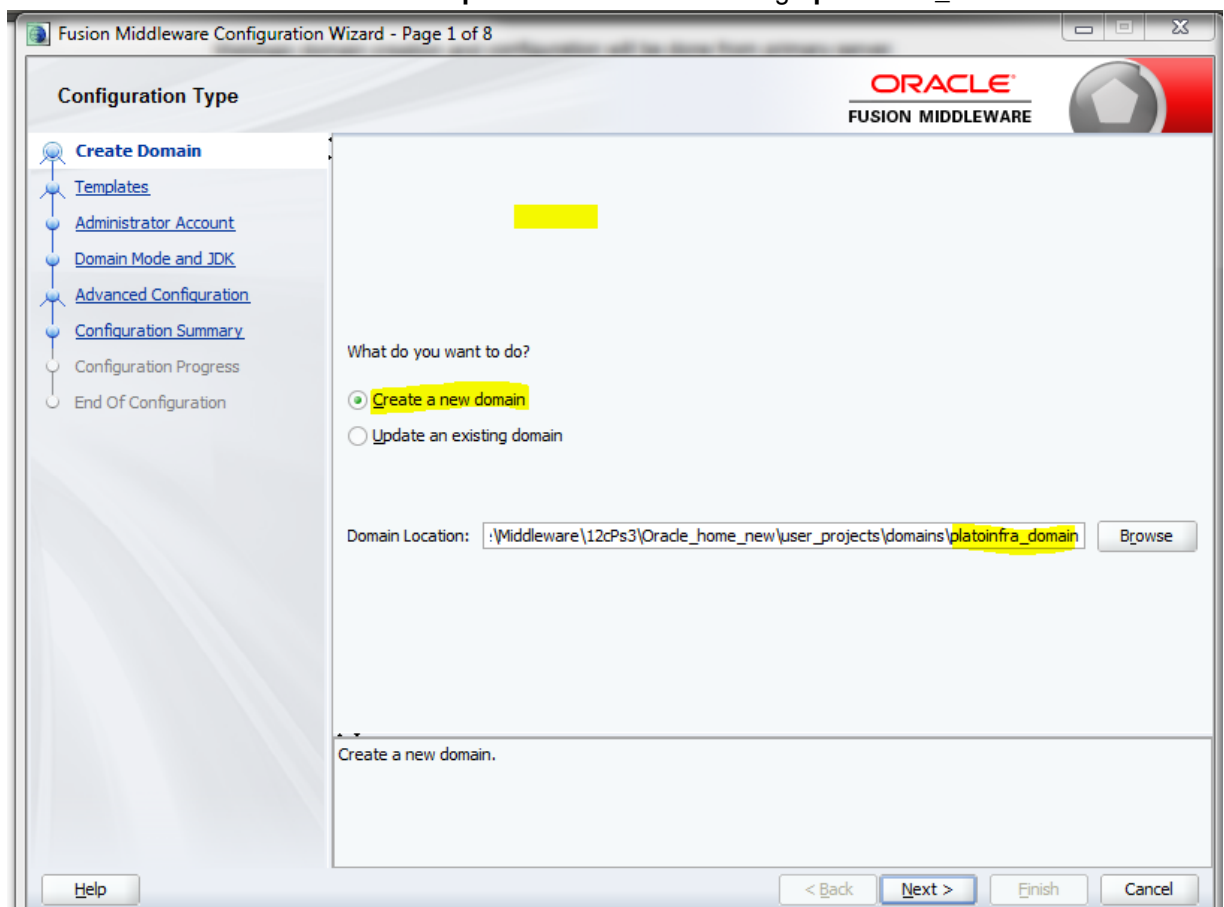 Fusion Middleware Configuration Wizard - Page 1 of 8
Configuration Type
ORACLE
FUSION MIDDLEWARE
Create Domain
Templates
Administrator Account
Domain Mode and JDK
Advanced Configuration
Configuration Summary
Configuration Progress
End Of Configuration
What do you want to do?
Create a new domain
Update an existing domain
Domain Location: :\Middleware\12cPs3\Oracle_home_new\user_projects\domains\platoinfra_domain Browse
Create a new domain.
Help < Back Next > Finish Cancel